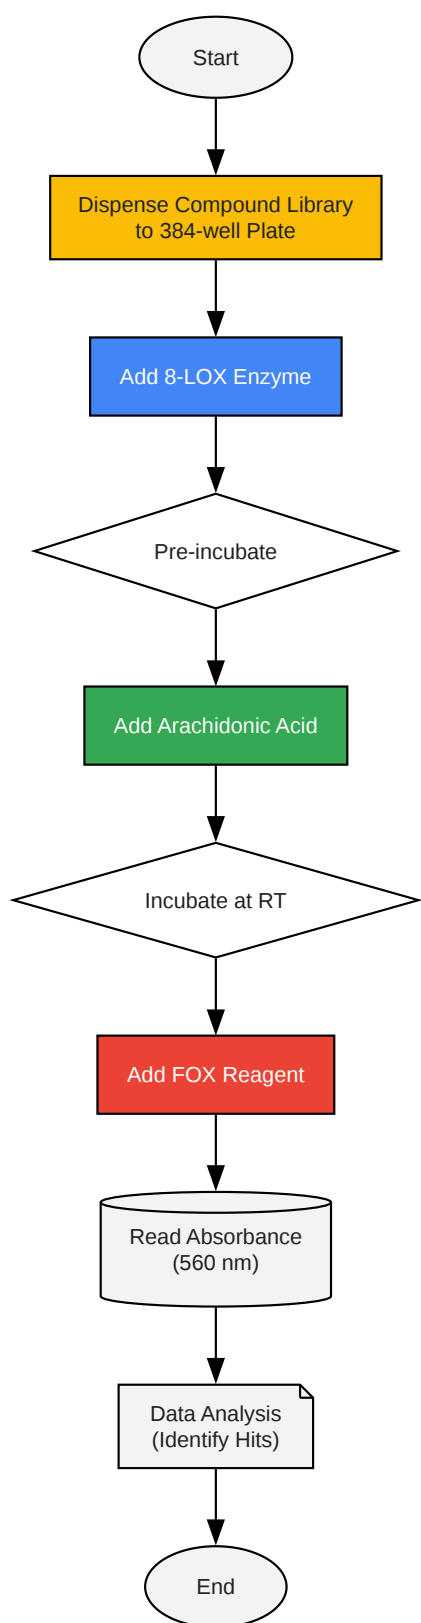 Start
Dispense Compound Library
to 384-well Plate
Add 8-LOX Enzyme
Pre-incubate
Add Arachidonic Acid
Incubate at RT
Add FOX Reagent
Read Absorbance
(560 nm)
Data Analysis
(Identify Hits)
End